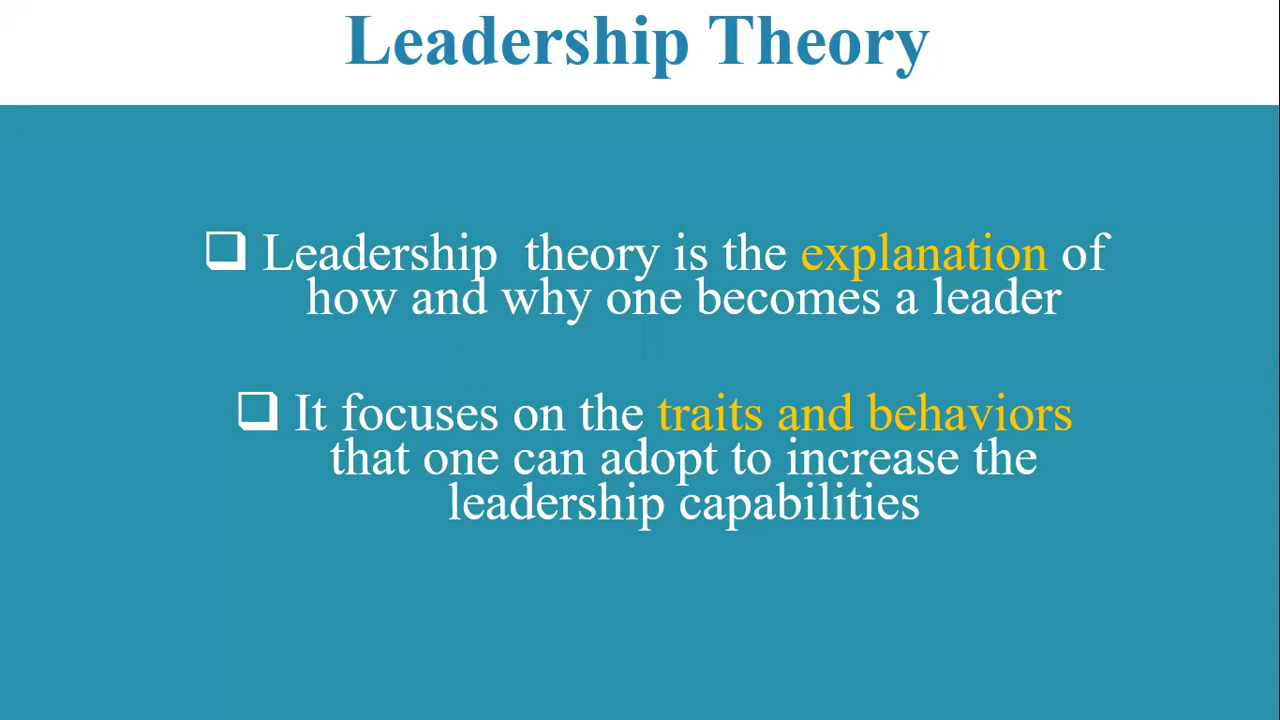 Leadership Theory
❑ Leadership  theory is the explanation of
how and why one becomes a leader
❑ It focuses on the traits and behaviors
that one can adopt to increase the
leadership capabilities